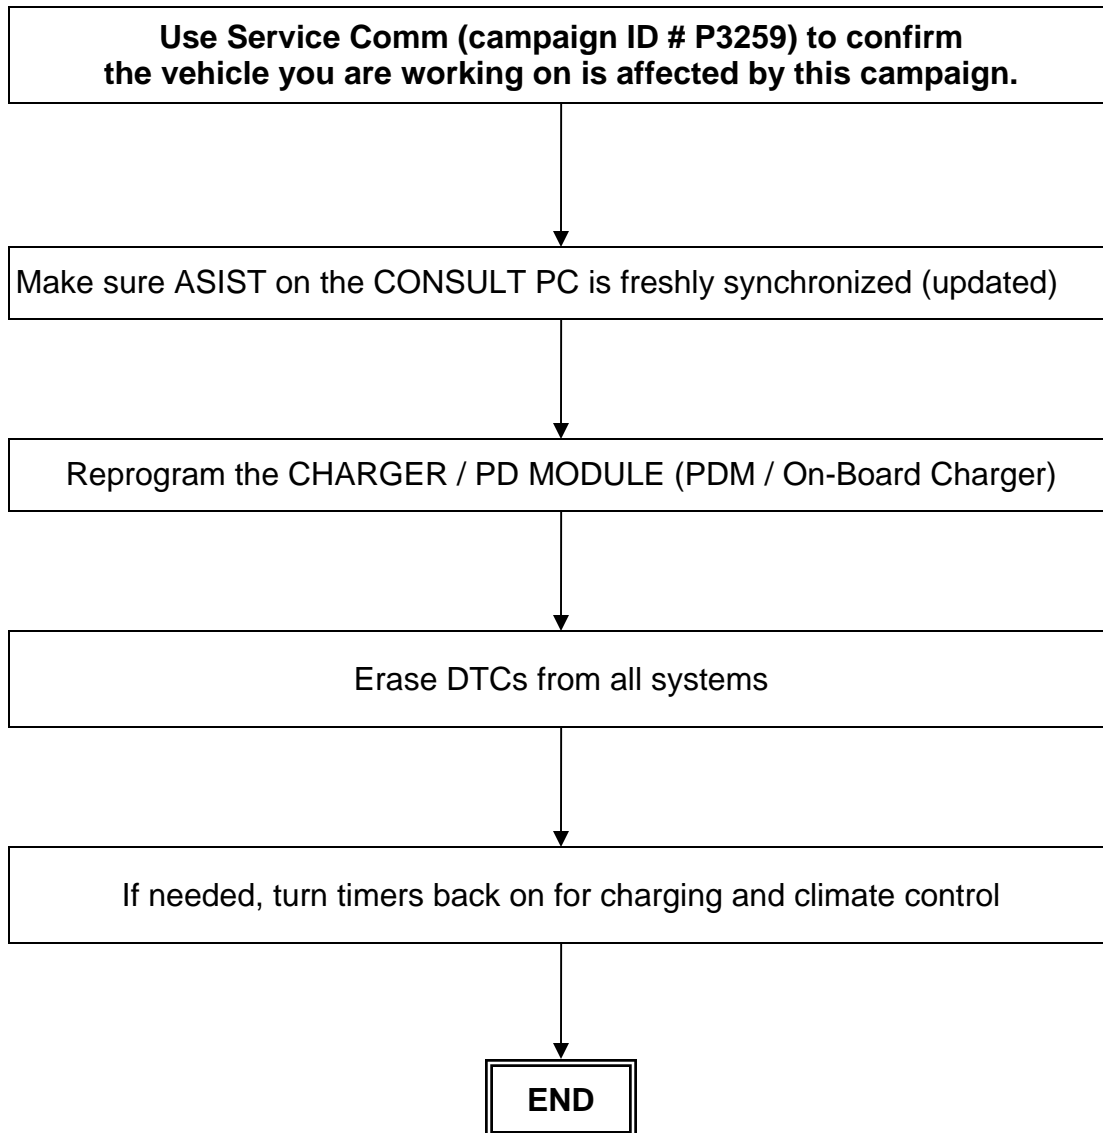 Use Service Comm (campaign ID # P3259) to confirm
the vehicle you are working on is affected by this campaign.
Make sure ASIST on the CONSULT PC is freshly synchronized (updated)
Reprogram the CHARGER / PD MODULE (PDM / On-Board Charger)
Erase DTCs from all systems
If needed, turn timers back on for charging and climate control
END